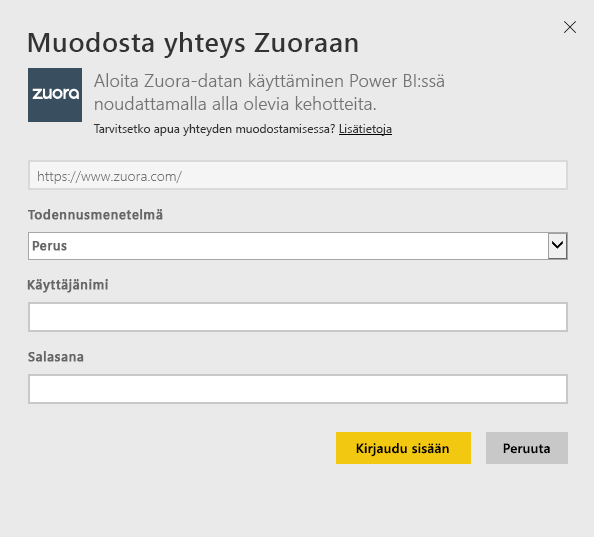 Muodosta yhteys Zuoraan
zuora
Aloita Zuora-datan käyttäminen Power BI:ssä
noudattamalla alla olevia kehotteita.
Tarvitsetko apua yhteyden muodostamisessa? Lisätietoja
https://www.zuora.com/
Todennusmenetelmä
Perus
Käyttäjänimi
Salasana
Kirjaudu sisään Peruuta